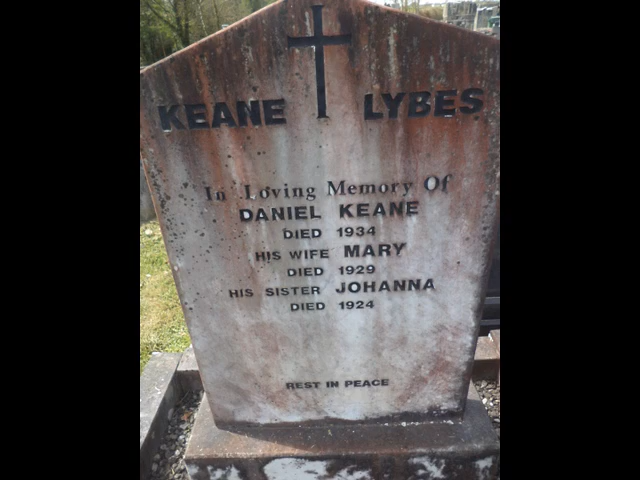 KEANE LYBES
In Loving Memory Of
DANIEL KEANE
DIED 1934
HIS WIFE MARY
DIED 1929
HIS SISTER JOHANNA
DIED 1924
REST IN PEACE